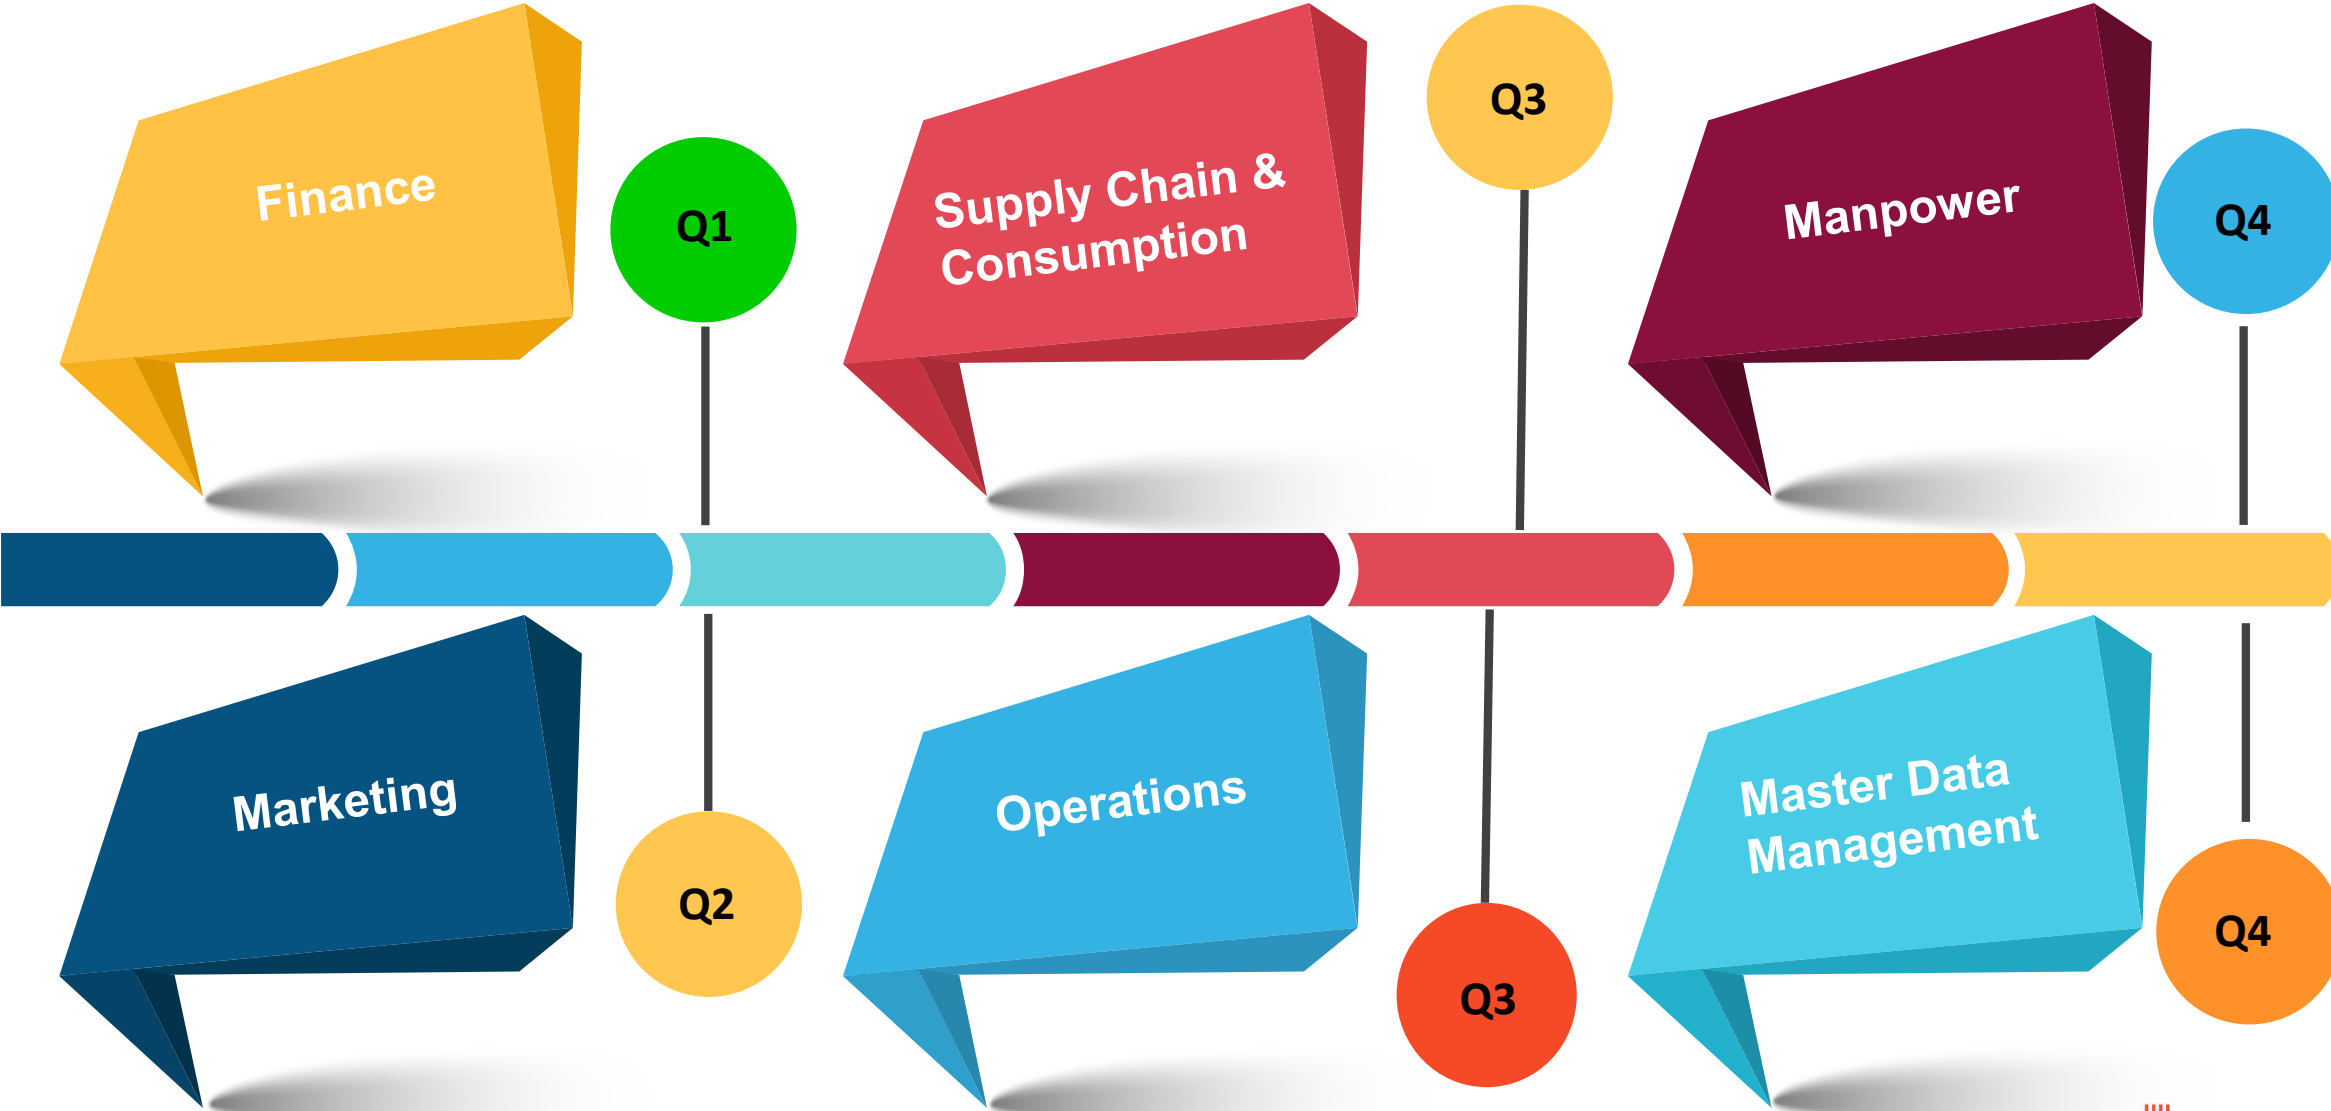 Finance
Q1
Supply Chain &
Consumption
Q3
Manpower
Q4
Marketing
Q2
Operations
Q3
Master Data
Management
Q4